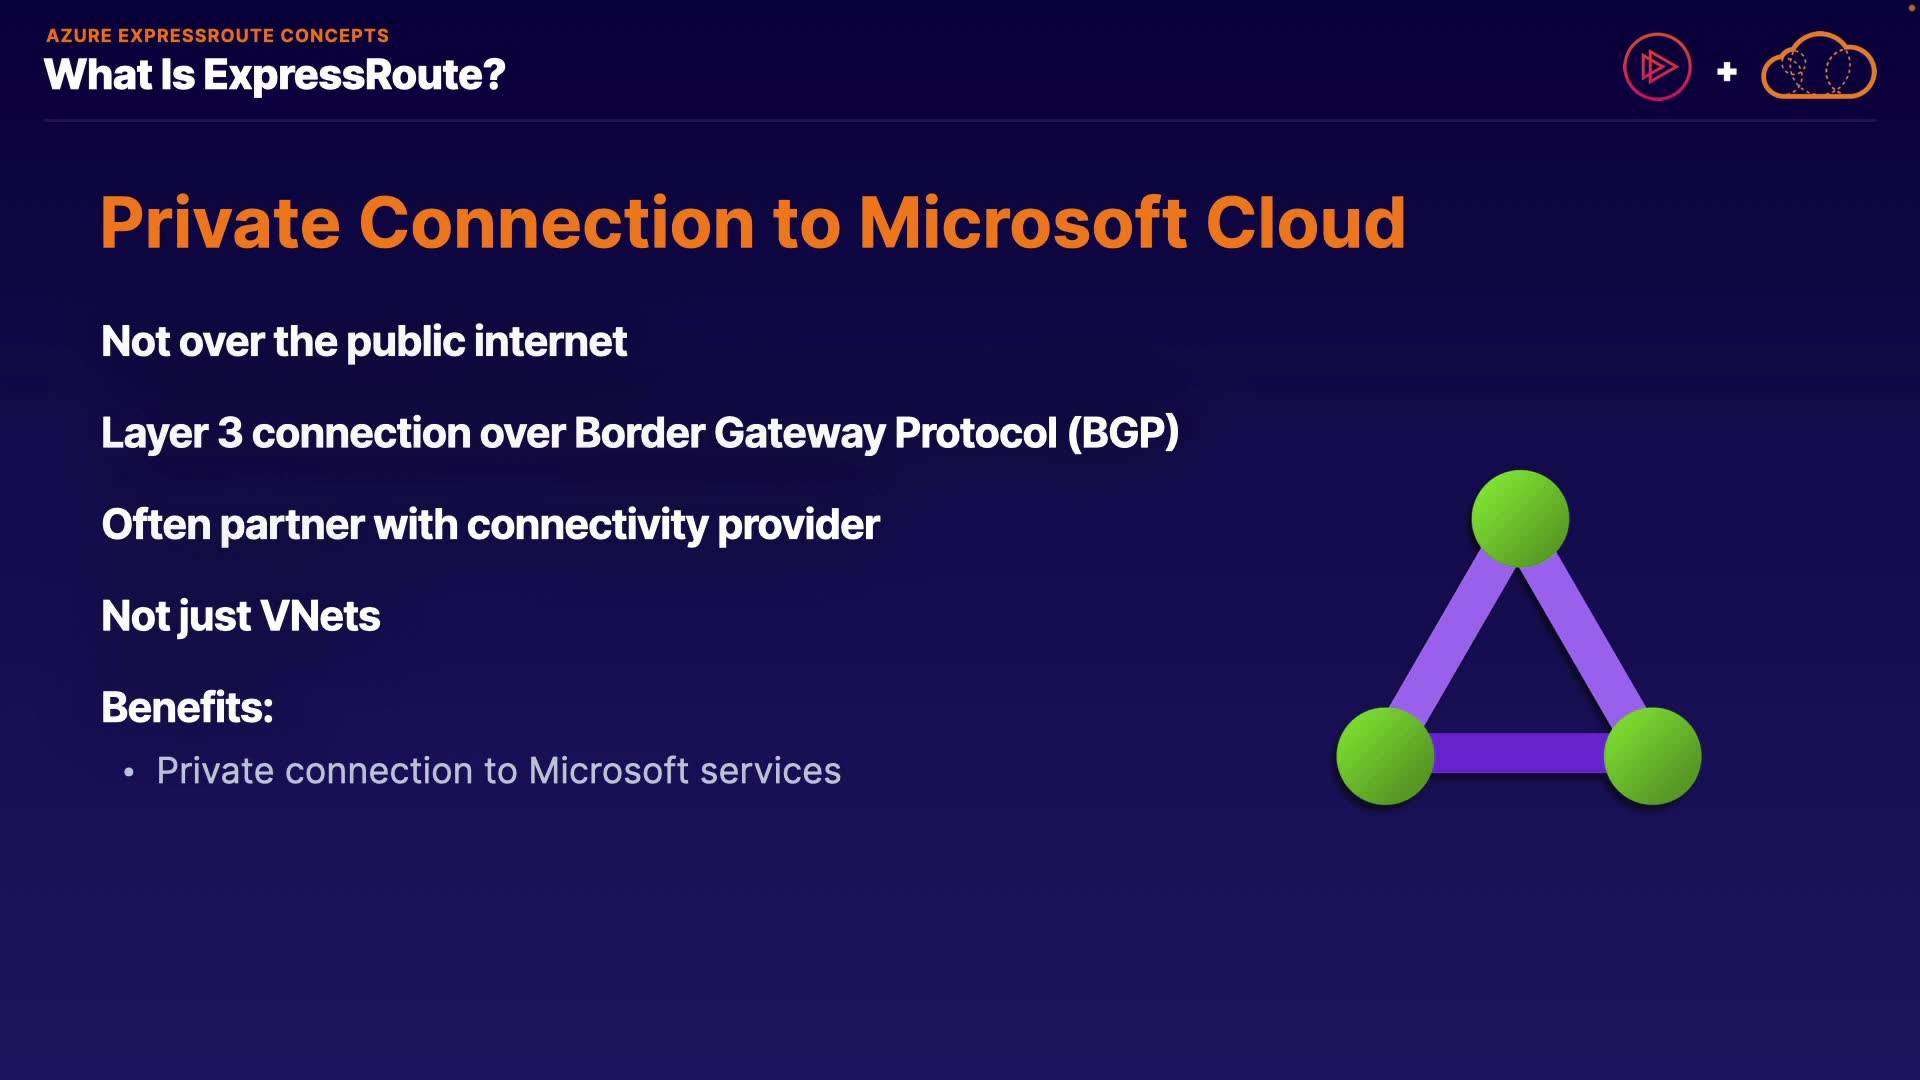 AZURE EXPRESSROUTE CONCEPTS
What Is ExpressRoute?
Private Connection to Microsoft Cloud
Not over the public internet
Layer 3 connection over Border Gateway Protocol (BGP)
Often partner with connectivity provider
Not just VNets
Benefits:
• Private connection to Microsoft services